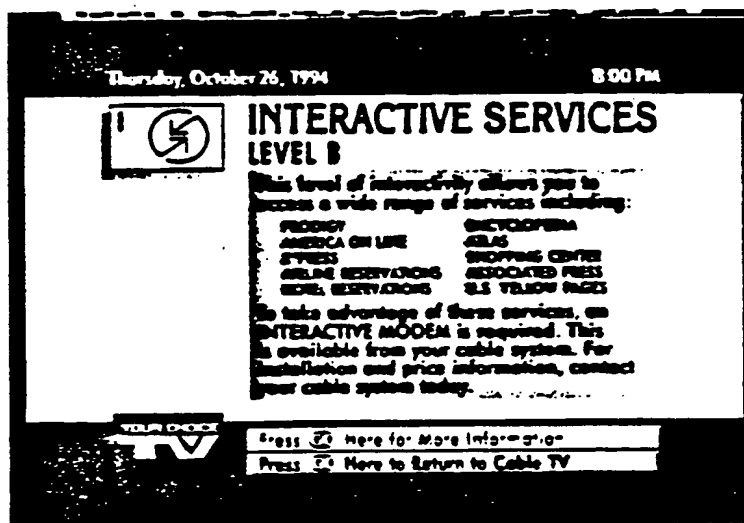 Thursday, October 26, 1994 8:00 PM
INTERACTIVE SERVICES
LEVEL B
This level of interactivity allows you to
access a wide range of services including:
PRODIGY ENCYCLOPEDIA
AMERICA ON LINE ATLAS
X*PRESS SHOPPING CENTER
AIRLINE RESERVATIONS ASSOCIATED PRESS
HOTEL RESERVATIONS U.S YELLOW PAGES
To take advantage of these services, an
INTERACTIVE MODEM is required. This
is available from your cable system. For
installation and price information, contact
your cable system today.
YOUR CHOICE
TV
Press Here for More Information
Press Here to Return to Cable TV